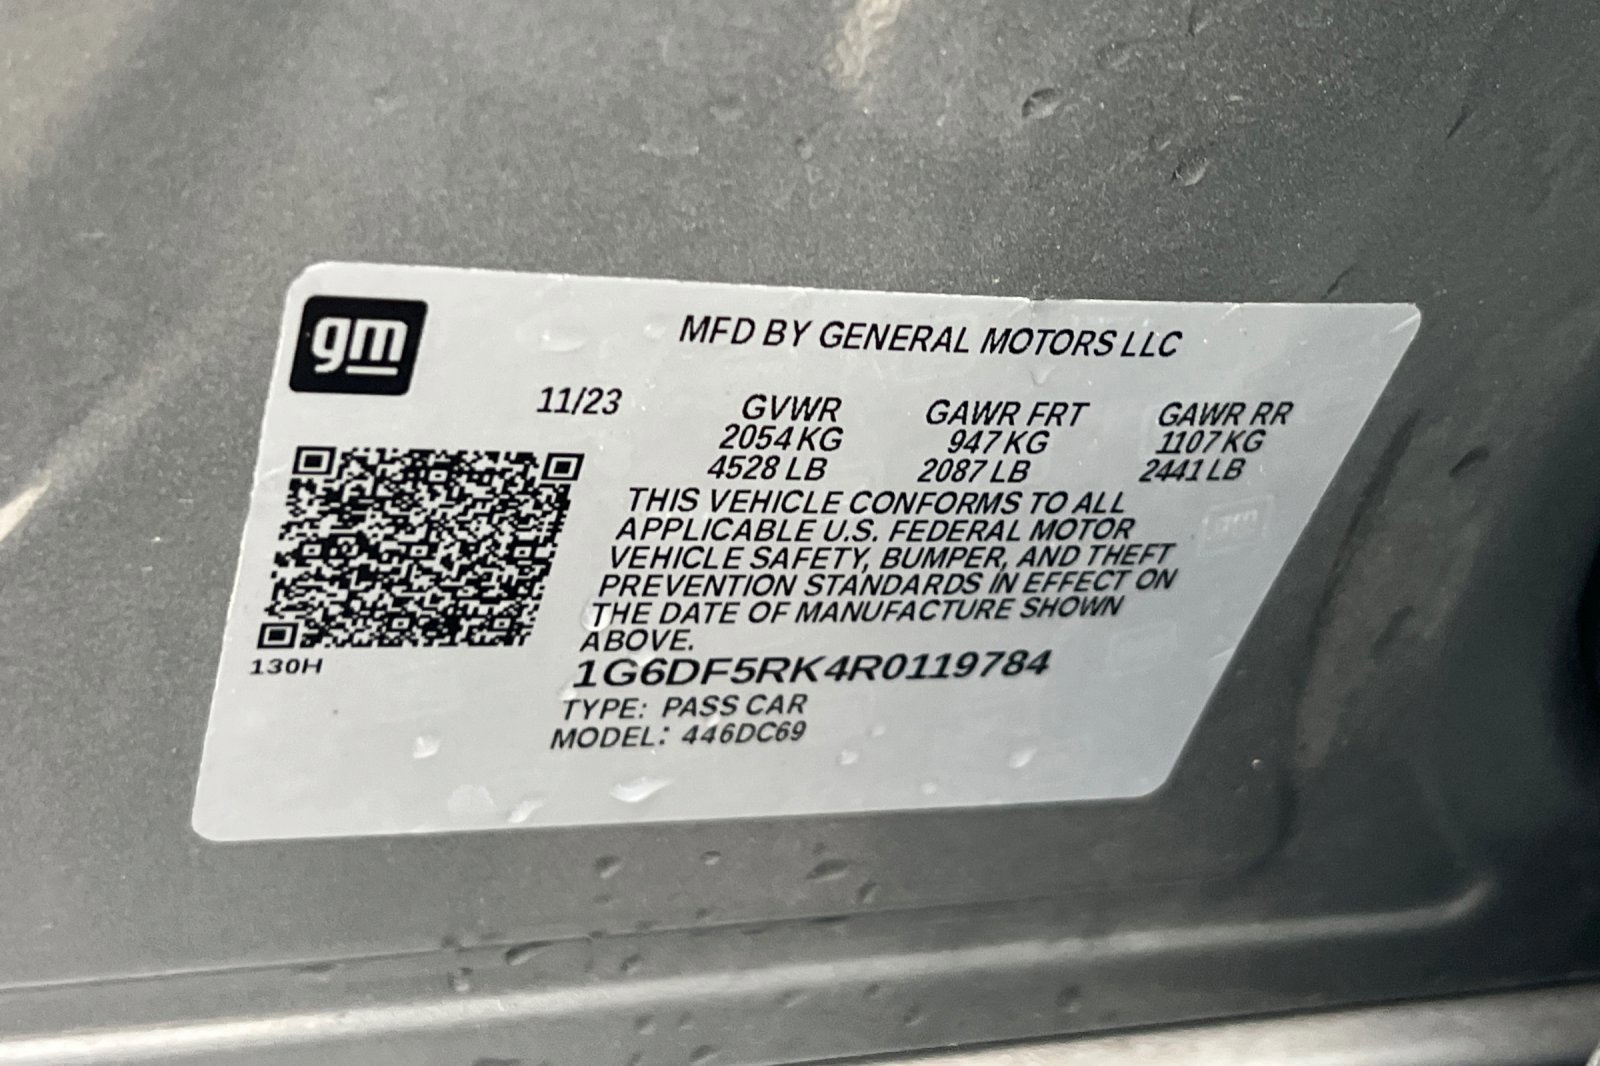 gm
MFD BY GENERAL MOTORS LLC
11/23
GVWR GAWR FRT GAWR RR
2054 KG 947 KG 1107 KG
4528 LB 2087 LB 2441 LB
THIS VEHICLE CONFORMS TO ALL
APPLICABLE U.S. FEDERAL MOTOR
VEHICLE SAFETY, BUMPER, AND THEFT
PREVENTION STANDARDS IN EFFECT ON
THE DATE OF MANUFACTURE SHOWN
ABOVE.
130H
1G6DF5RK4R0119784
TYPE: PASS CAR
MODEL: 446DC69
gm